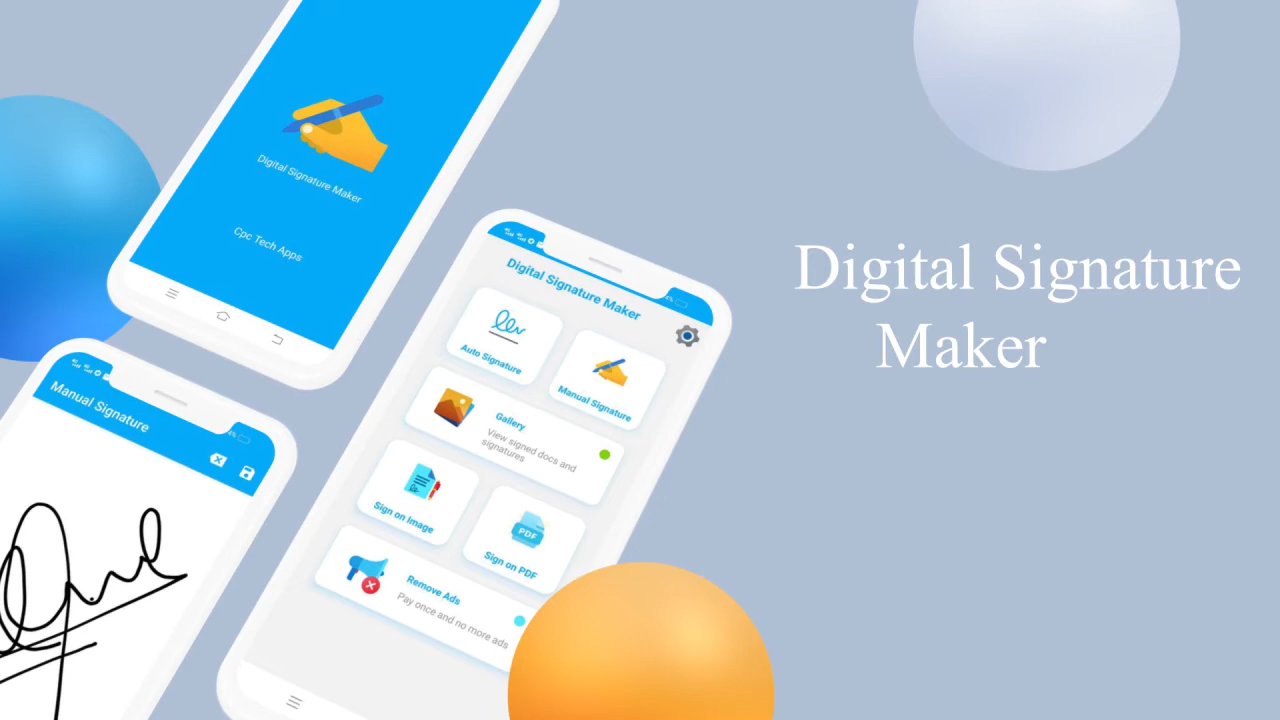 Digital Signature Maker
Cpc Tech Apps
Digital Signature
Maker
Digital Signature Maker
Auto Signature
Manual Signature
Gallery
View signed docs and
signatures
Sign on Image
PDF
Sign on PDF
Remove Ads
Pay once and no more ads
Manual Signature